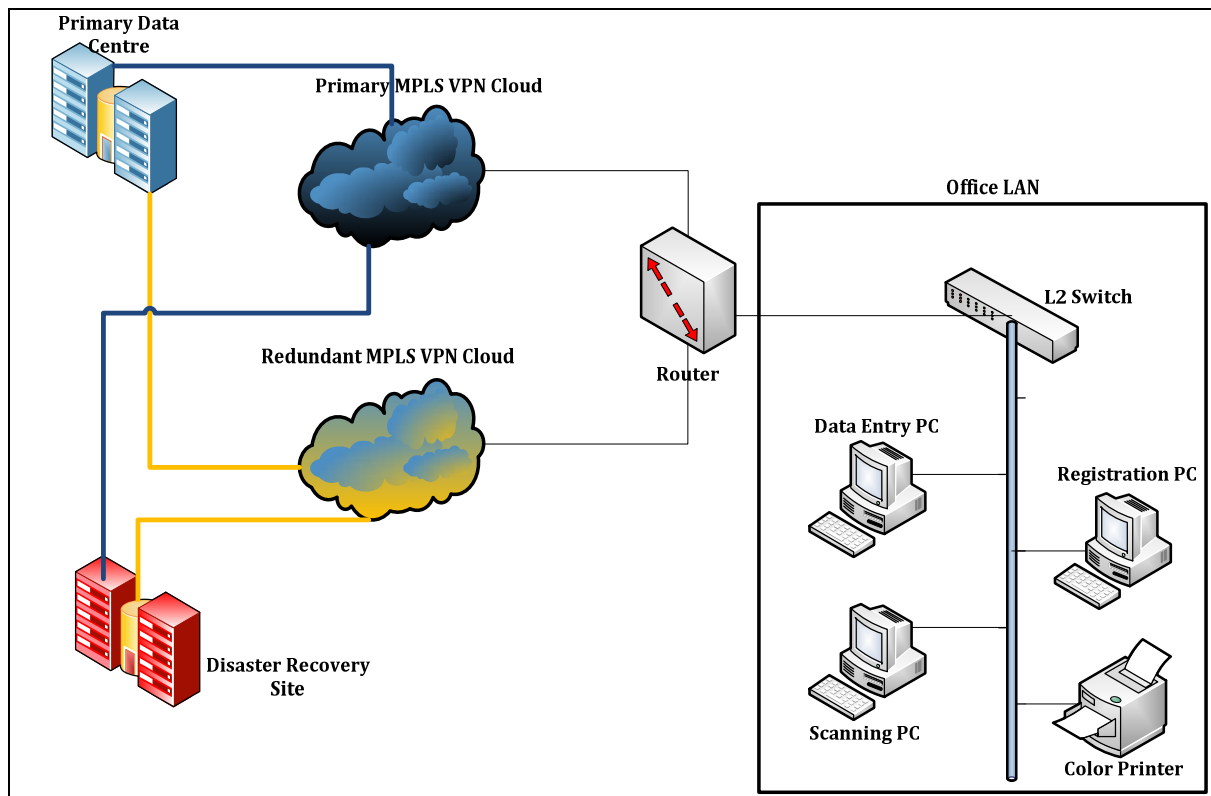 Primary Data
Centre
Primary MPLS VPN Cloud
Office LAN
L2 Switch
Redundant MPLS VPN Cloud
Router
Data Entry PC
Registration PC
Disaster Recovery
Site
Scanning PC
Color Printer